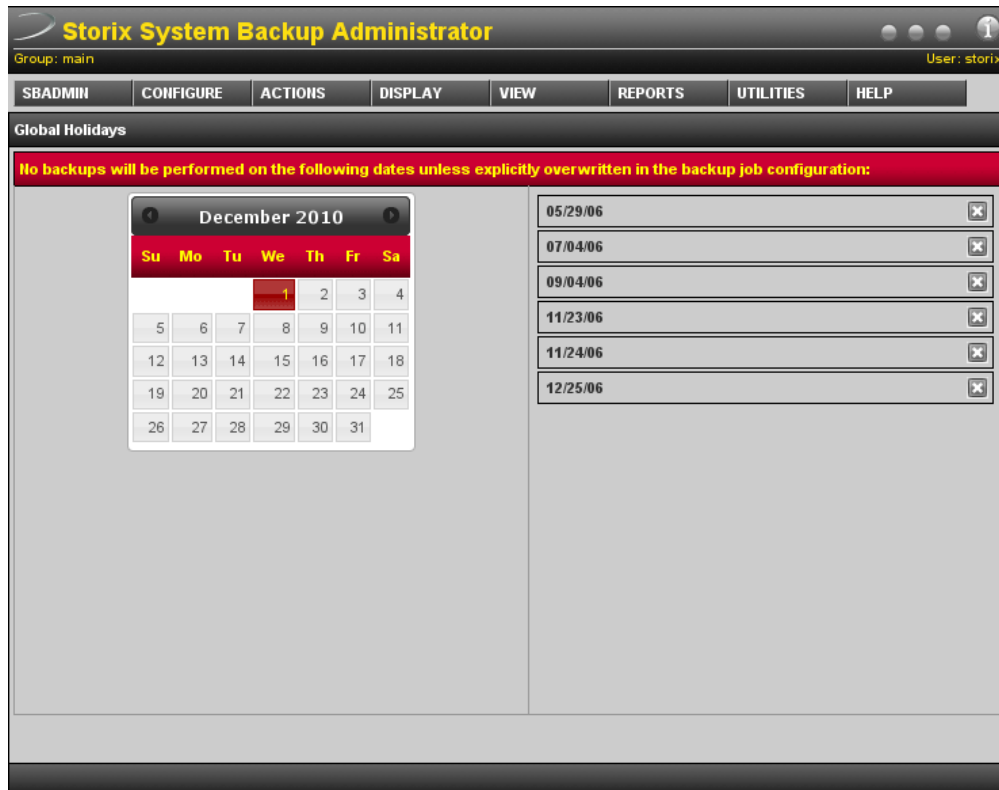 Storix System Backup Administrator
Group: main
User: storix
SBADMIN CONFIGURE ACTIONS DISPLAY VIEW REPORTS UTILITIES HELP
Global Holidays
No backups will be performed on the following dates unless explicitly overwritten in the backup job configuration:
December 2010
Su Mo Tu We Th Fr Sa
1 2 3 4
5 6 7 8 9 10 11
12 13 14 15 16 17 18
19 20 21 22 23 24 25
26 27 28 29 30 31
05/29/06
07/04/06
09/04/06
11/23/06
11/24/06
12/25/06